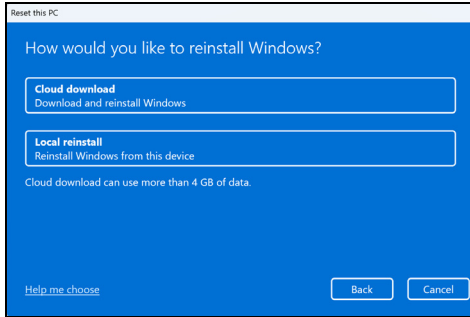 Reset this PC
How would you like to reinstall Windows?
Cloud download
Download and reinstall Windows
Local reinstall
Reinstall Windows from this device
Cloud download can use more than 4 GB of data.
Help me choose
Back
Cancel